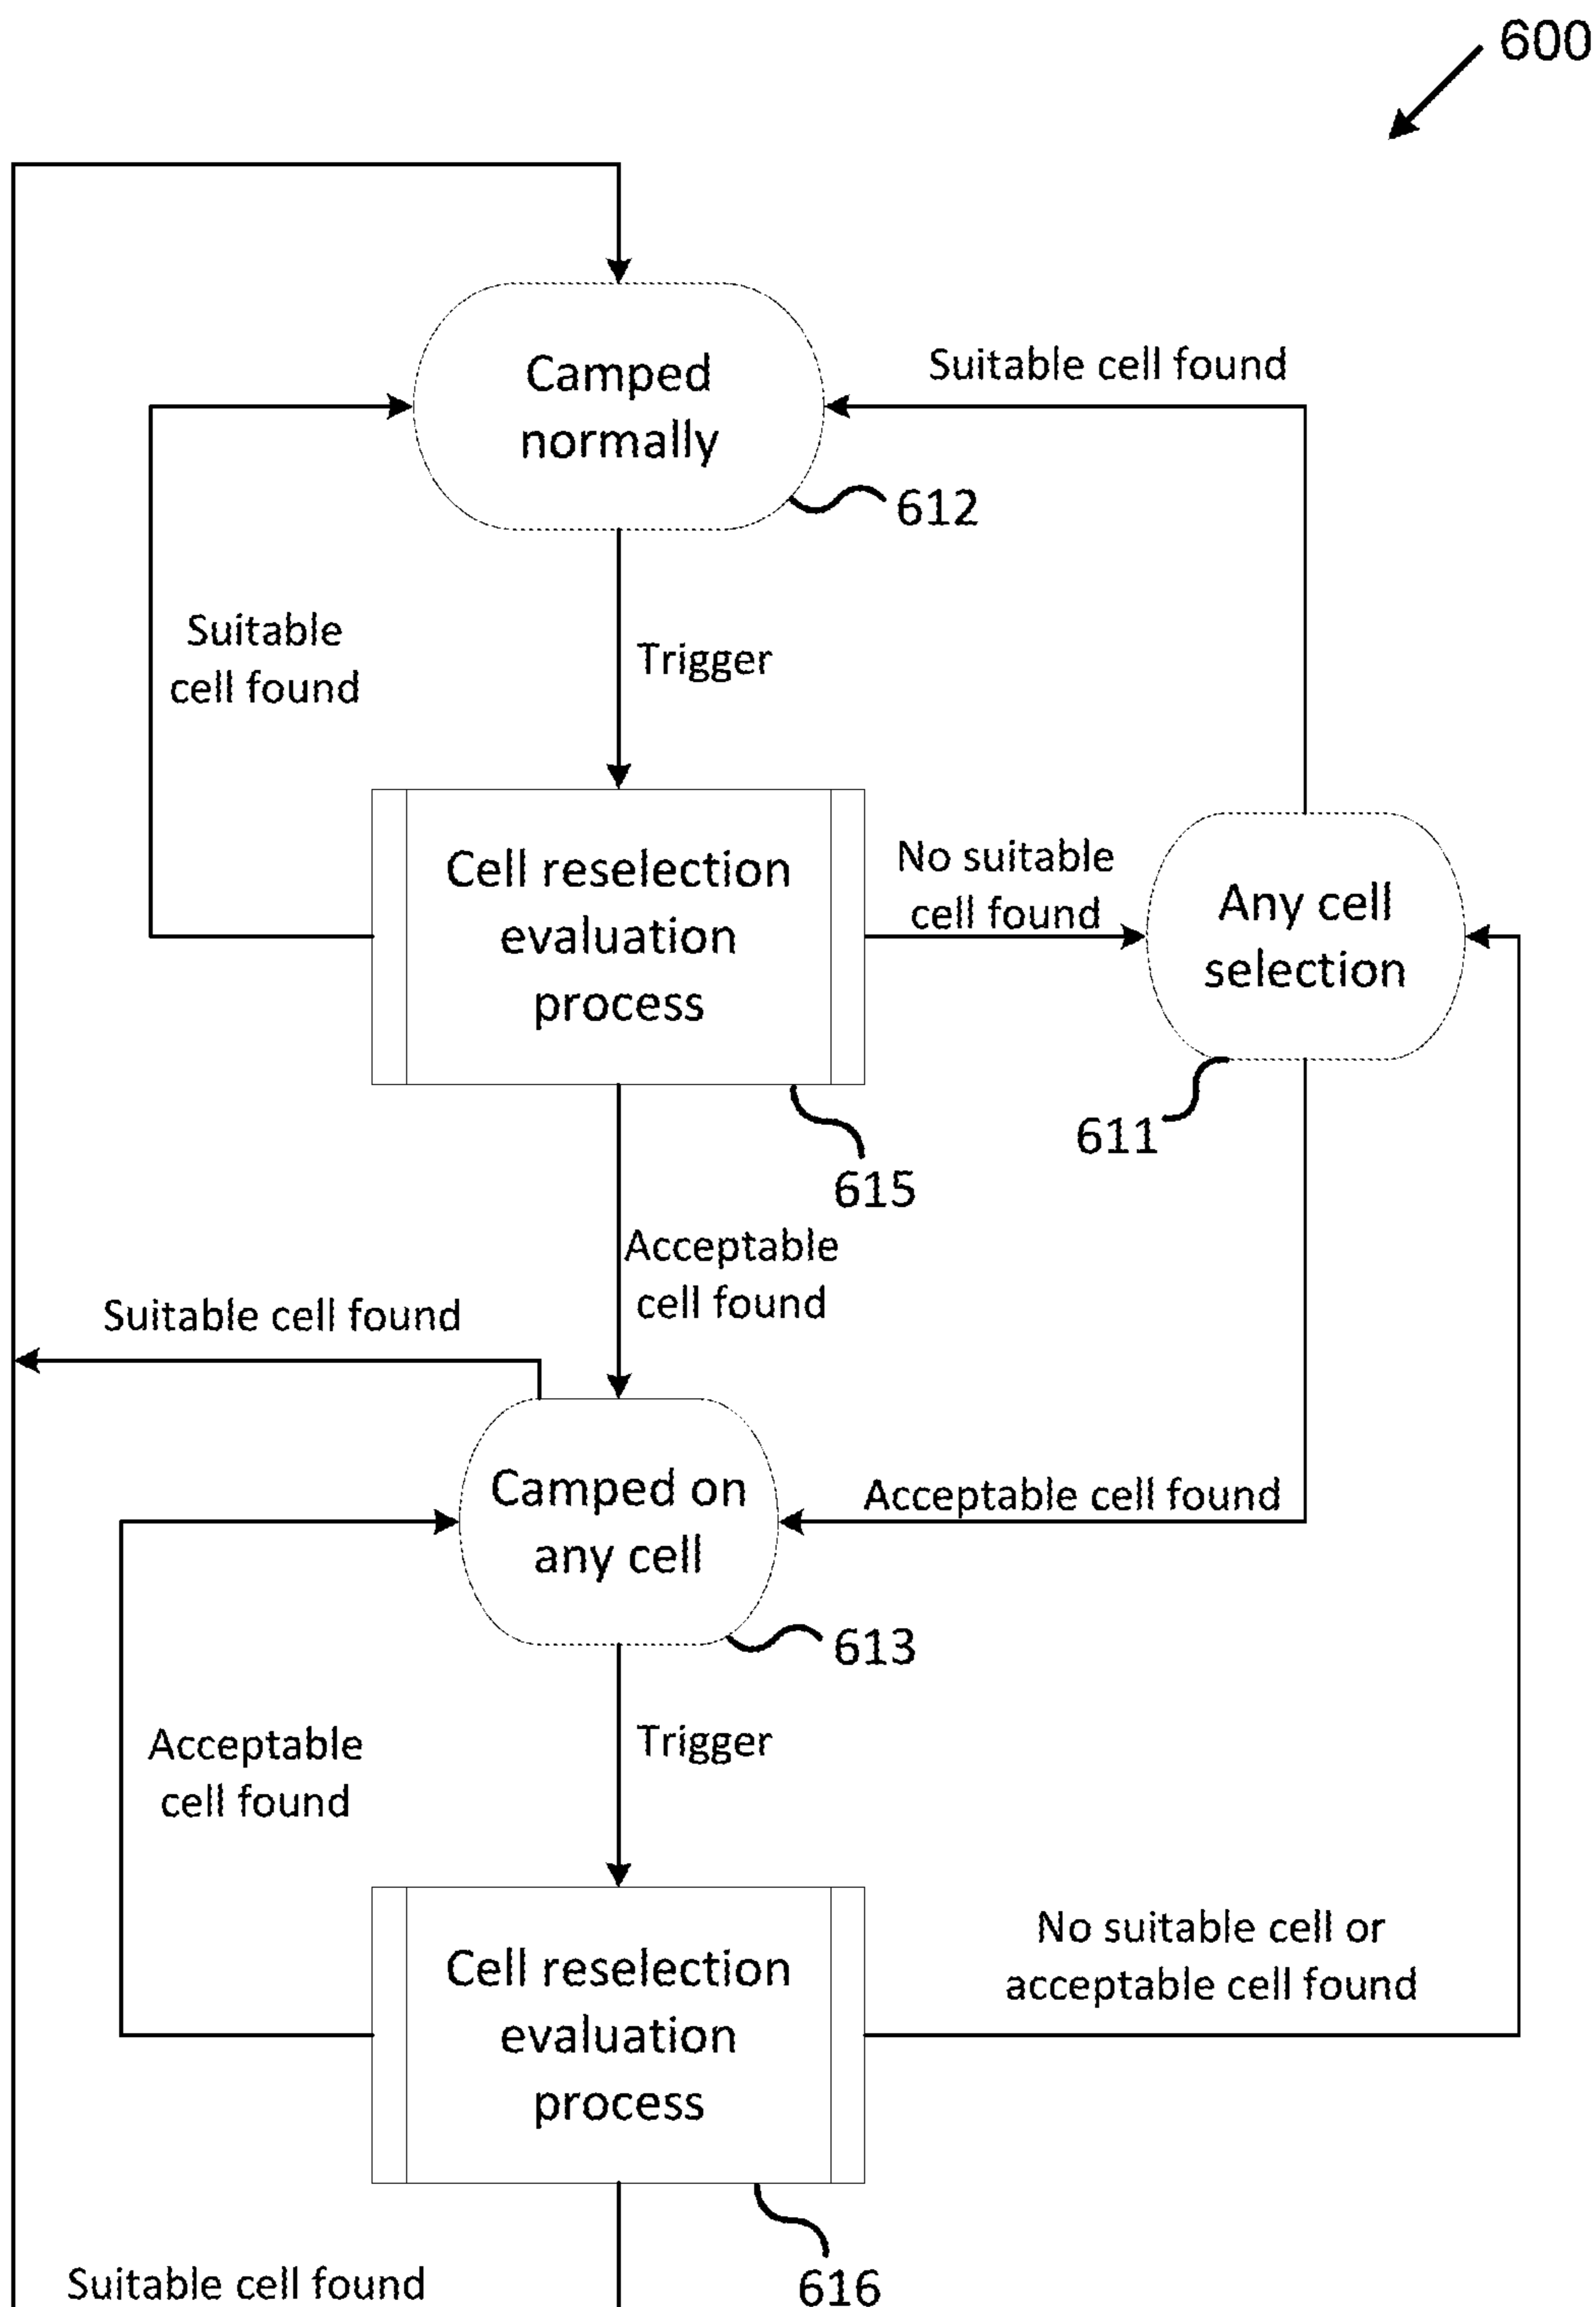 600
Camped
normally
Suitable cell found
612
Suitable
cell found
Trigger
Cell reselection
evaluation
process
No suitable
cell found
Any cell
selection
611
615
Acceptable
cell found
Suitable cell found
Camped on
any cell
Acceptable cell found
613
Acceptable
cell found
Trigger
Cell reselection
evaluation
process
No suitable cell or
acceptable cell found
616
Suitable cell found